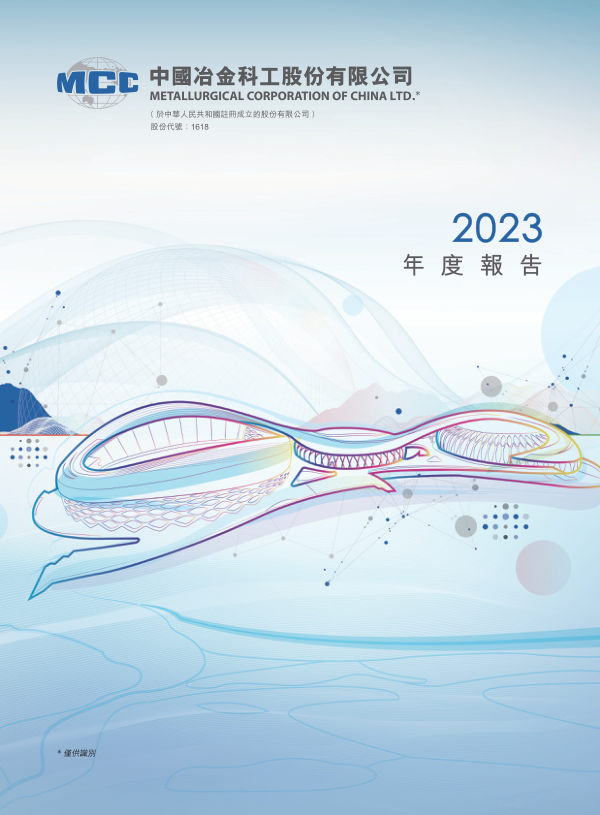 MCC 中國冶金科工股份有限公司
METALLURGICAL CORPORATION OF CHINA LTD.*
（於中華人民共和國註冊成立的股份有限公司）
股份代號：1618
2023
年度報告
* 僅供識別